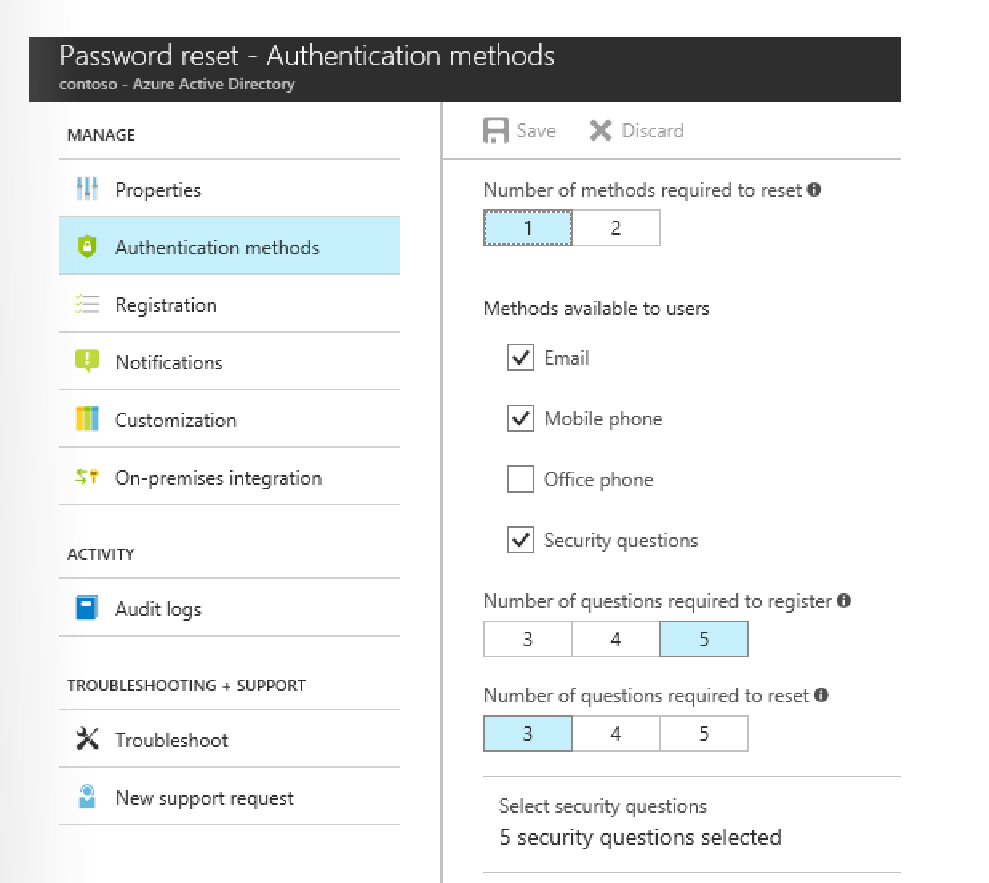 Password reset - Authentication methods
contoso - Azure Active Directory
MANAGE
Properties
Authentication methods
Registration
Notifications
Customization
On-premises integration
ACTIVITY
Audit logs
TROUBLESHOOTING + SUPPORT
Troubleshoot
New support request
Save Discard
Number of methods required to reset
1 2
Methods available to users
Email
Mobile phone
Office phone
Security questions
Number of questions required to register
3 4 5
Number of questions required to reset
3 4 5
Select security questions
5 security questions selected